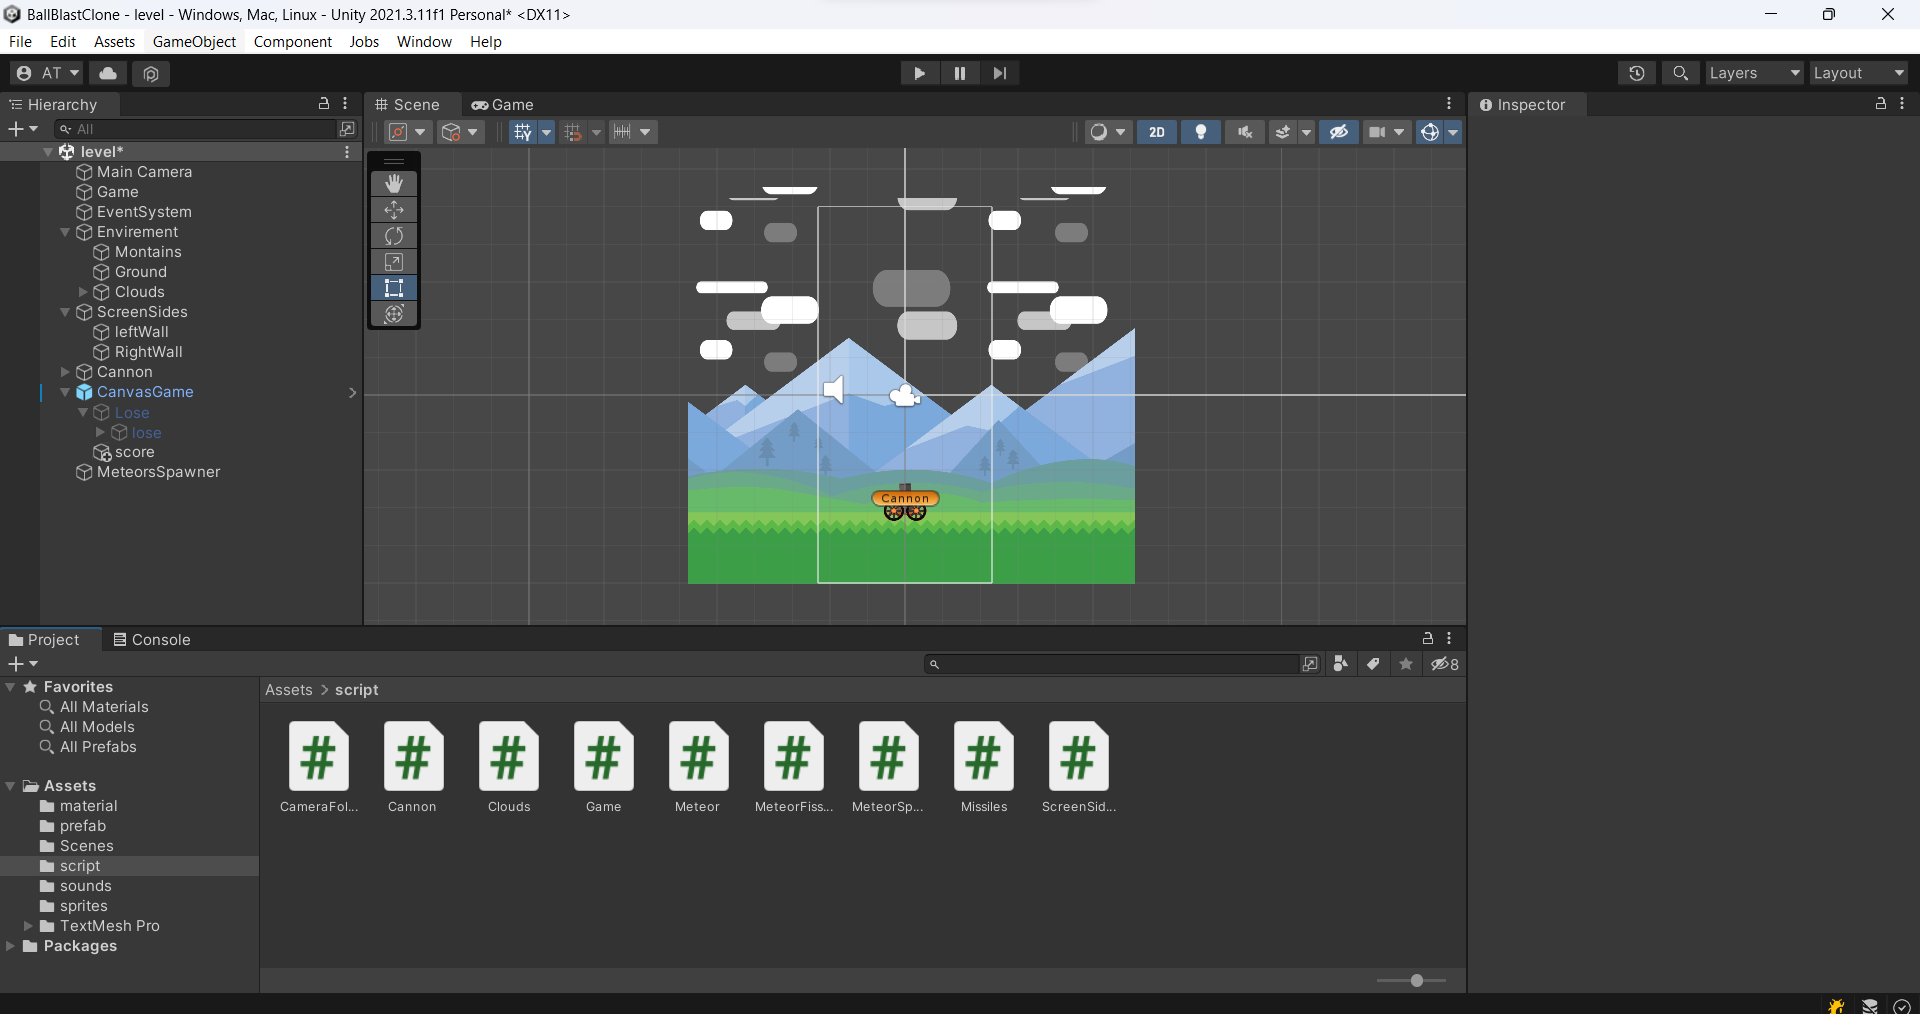 BallBlastClone - level - Windows, Mac, Linux - Unity 2021.3.11f1 Personal* <DX11>
File Edit Assets GameObject Component Jobs Window Help
AT Layers Layout
Hierarchy
Scene Game
Inspector
All
2D
level*
Main Camera
Game
EventSystem
Envirement
Montains
Ground
Clouds
ScreenSides
leftWall
RightWall
Cannon
CanvasGame
Lose
lose
score
MeteorsSpawner
Cannon
Project Console
8
Favorites
All Materials
All Models
All Prefabs
Assets
material
prefab
Scenes
script
sounds
sprites
TextMesh Pro
Packages
Assets > script
CameraFol... Cannon Clouds Game Meteor MeteorFiss... MeteorSp... Missiles ScreenSid...